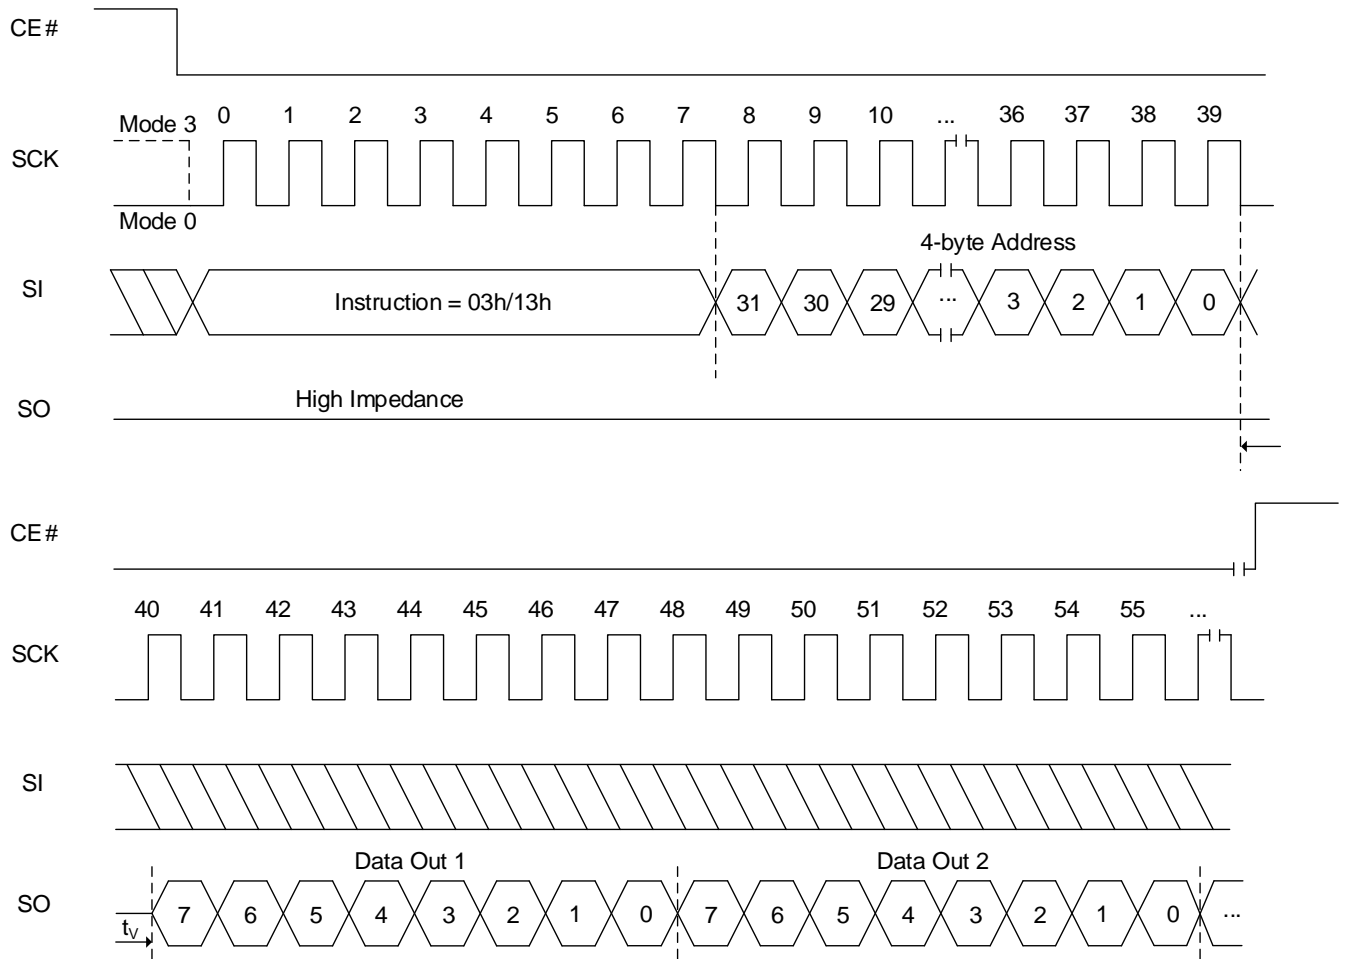 CE#
0 1 2 3 4 5 6 7 8 9 10 ... 36 37 38 39
Mode 3
SCK
Mode 0
4-byte Address
SI Instruction = 03h/13h 31 30 29 ... 3 2 1 0
High Impedance
SO
CE#
40 41 42 43 44 45 46 47 48 49 50 51 52 53 54 55 ...
SCK
SI
Data Out 1 Data Out 2
SO 7 6 5 4 3 2 1 0 7 6 5 4 3 2 1 0 ...
tV